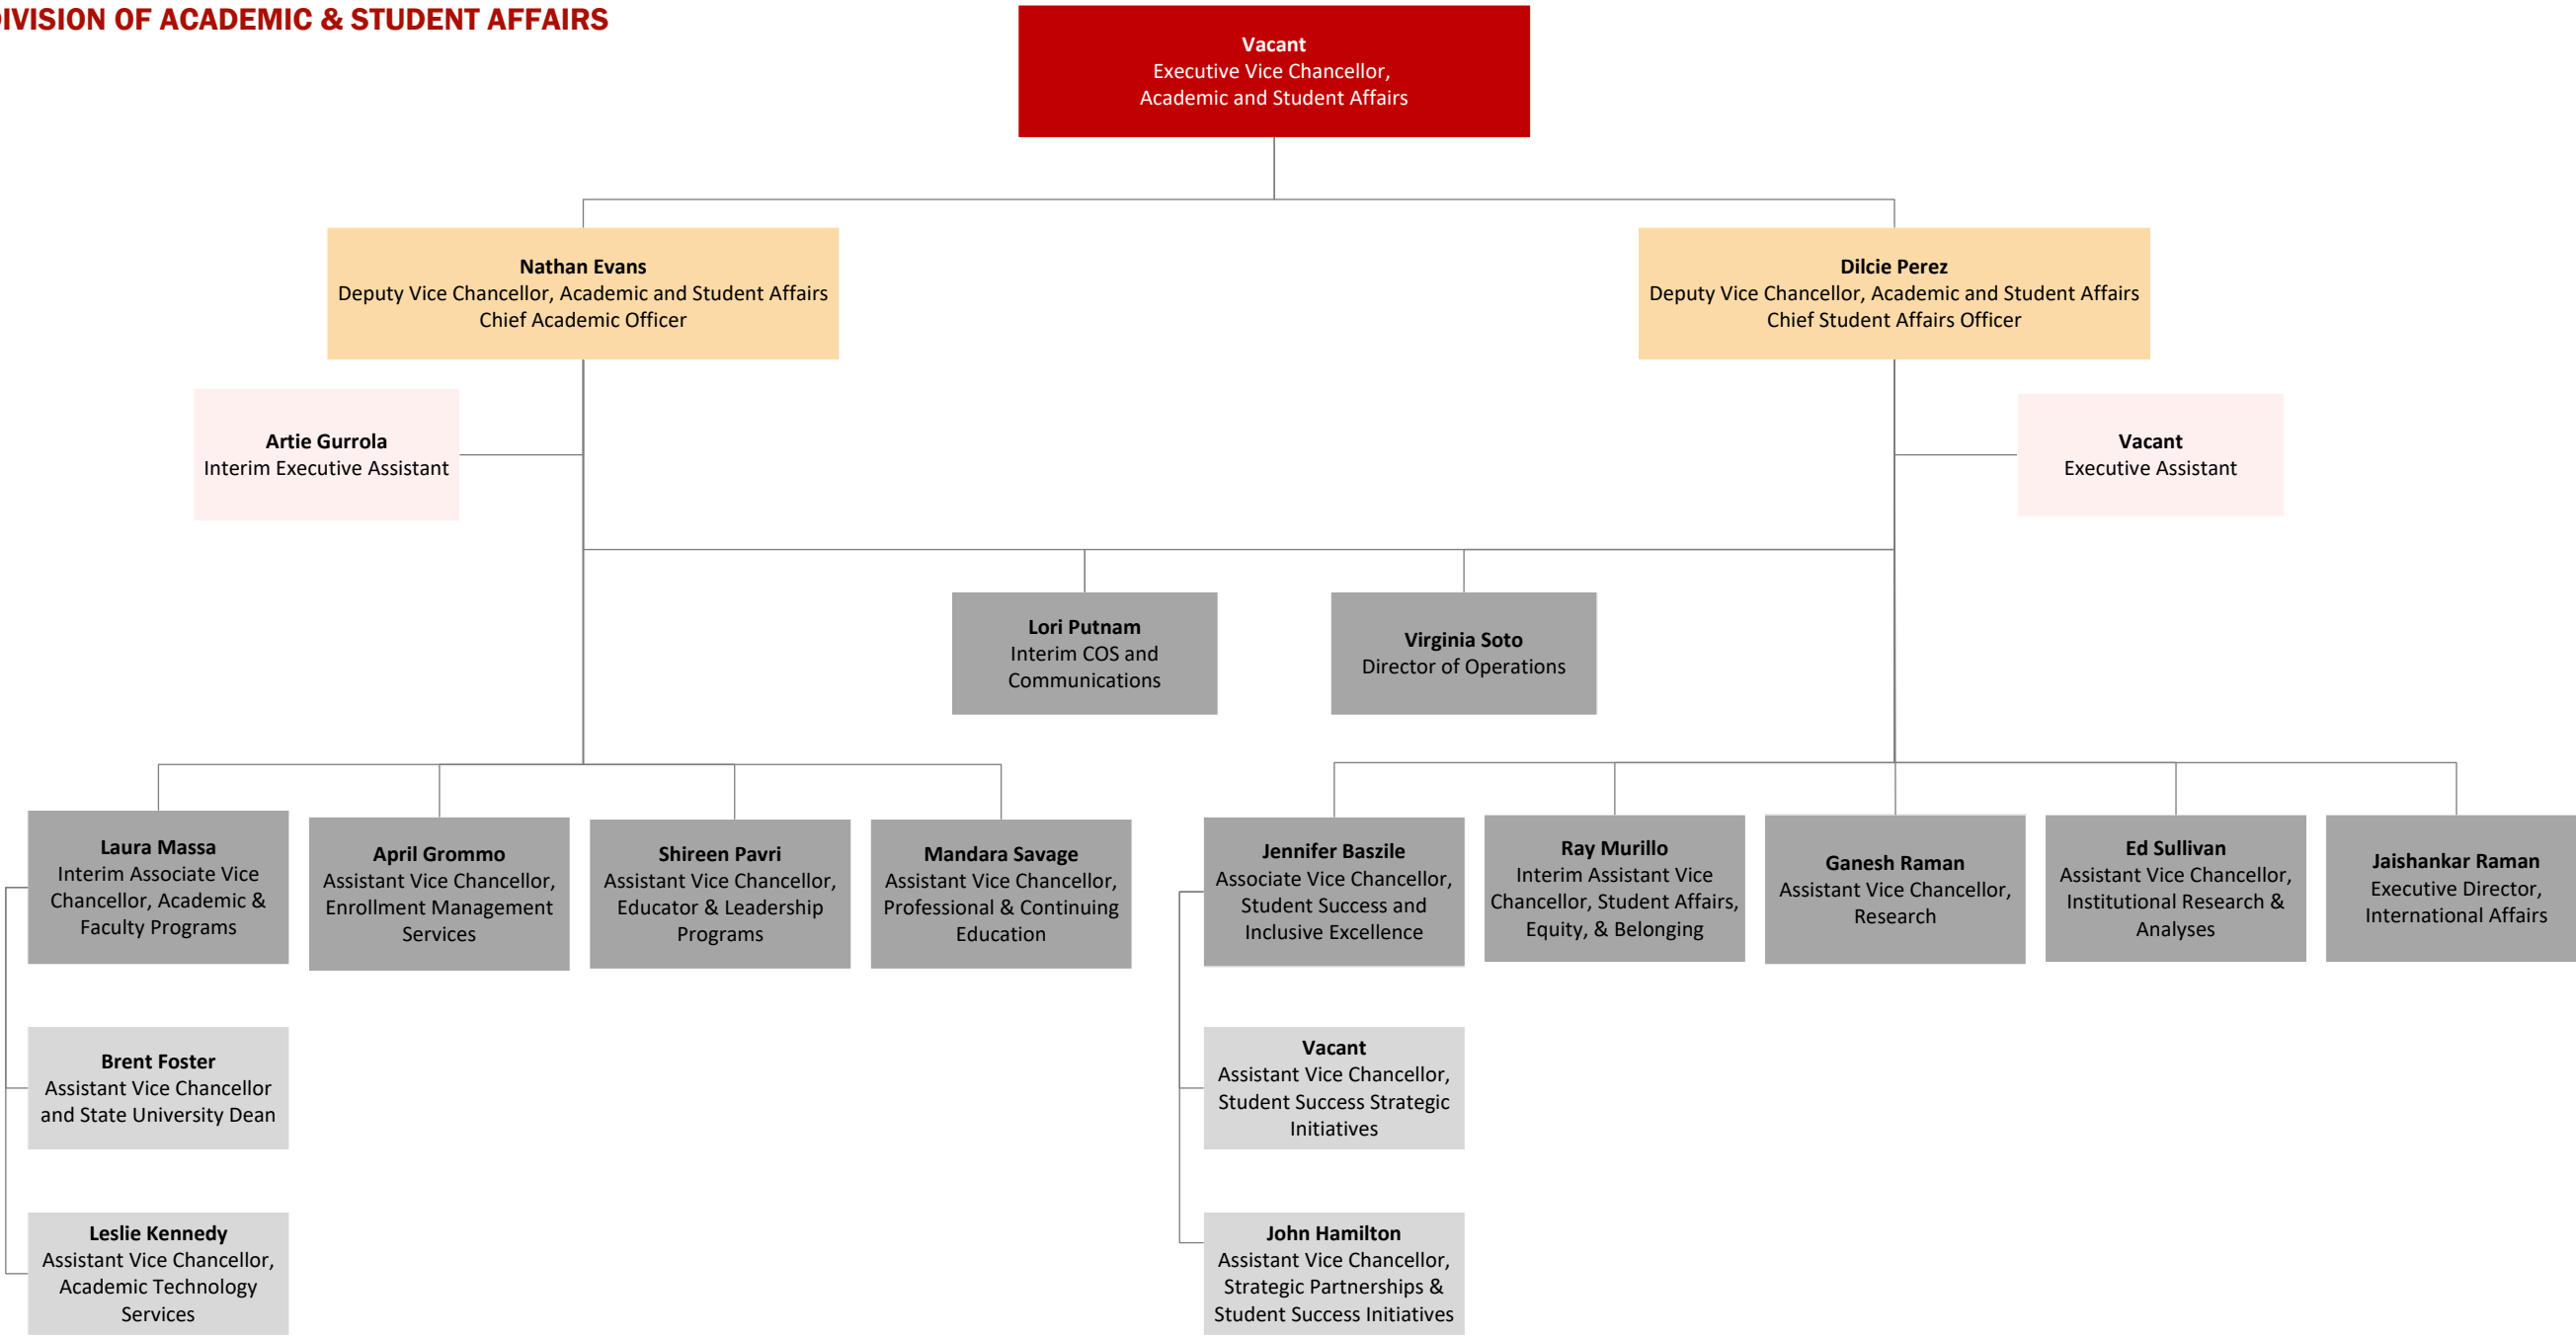 DIVISION OF ACADEMIC & STUDENT AFFAIRS
Vacant
Executive Vice Chancellor,
Academic and Student Affairs
Nathan Evans
Deputy Vice Chancellor, Academic and Student Affairs
Chief Academic Officer
Dilcie Perez
Deputy Vice Chancellor, Academic and Student Affairs
Chief Student Affairs Officer
Artie Gurrola
Interim Executive Assistant
Vacant
Executive Assistant
Lori Putnam
Interim COS and
Communications
Virginia Soto
Director of Operations
Laura Massa
Interim Associate Vice
Chancellor, Academic &
Faculty Programs
April Grommo
Assistant Vice Chancellor,
Enrollment Management
Services
Shireen Pavri
Assistant Vice Chancellor,
Educator & Leadership
Programs
Mandara Savage
Assistant Vice Chancellor,
Professional & Continuing
Education
Jennifer Baszile
Associate Vice Chancellor,
Student Success and
Inclusive Excellence
Ray Murillo
Interim Assistant Vice
Chancellor, Student Affairs,
Equity, & Belonging
Ganesh Raman
Assistant Vice Chancellor,
Research
Ed Sullivan
Assistant Vice Chancellor,
Institutional Research &
Analyses
Jaishankar Raman
Executive Director,
International Affairs
Brent Foster
Assistant Vice Chancellor
and State University Dean
Vacant
Assistant Vice Chancellor,
Student Success Strategic
Initiatives
Leslie Kennedy
Assistant Vice Chancellor,
Academic Technology
Services
John Hamilton
Assistant Vice Chancellor,
Strategic Partnerships &
Student Success Initiatives